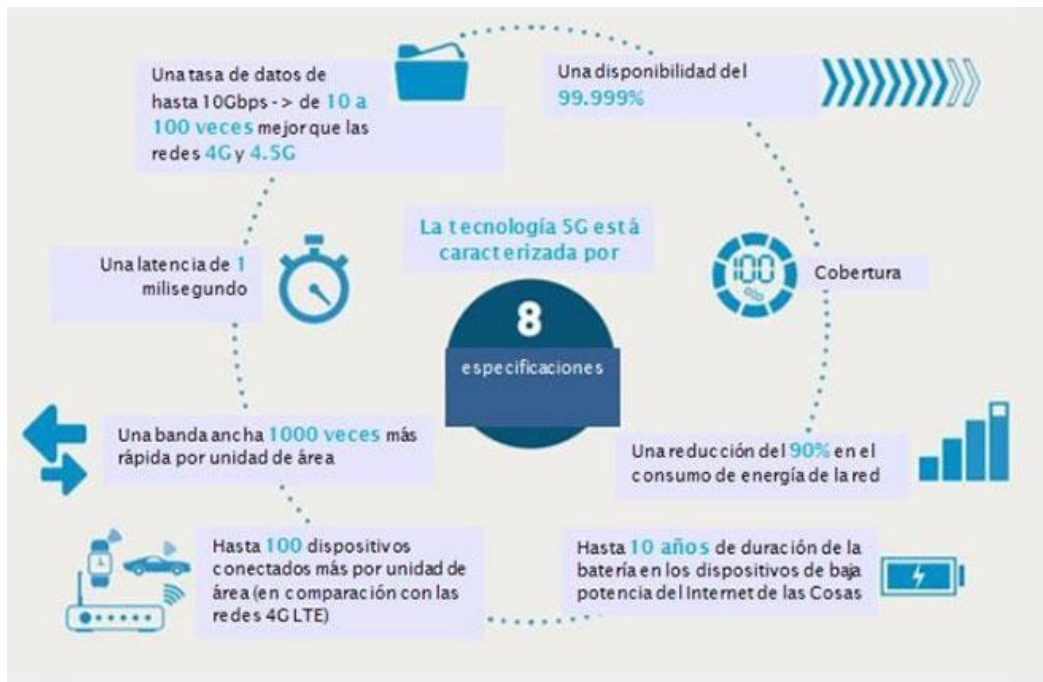 Una tasa de datos de
hasta 10Gbps -> de 10 a
100 veces mejor que las
redes 4G y 4.5G
Una disponibilidad del
99.999%
La tecnología 5G está
caracterizada por
8
especificaciones
Una latencia de 1
milisegundo
100
%
Cobertura
Una banda ancha 1000 veces más
rápida por unidad de área
Una reducción del 90% en el
consumo de energía de la red
Hasta 100 dispositivos
conectados más por unidad de
área (en comparación con las
redes 4G LTE)
Hasta 10 años de duración de la
batería en los dispositivos de baja
potencia del Internet de las Cosas